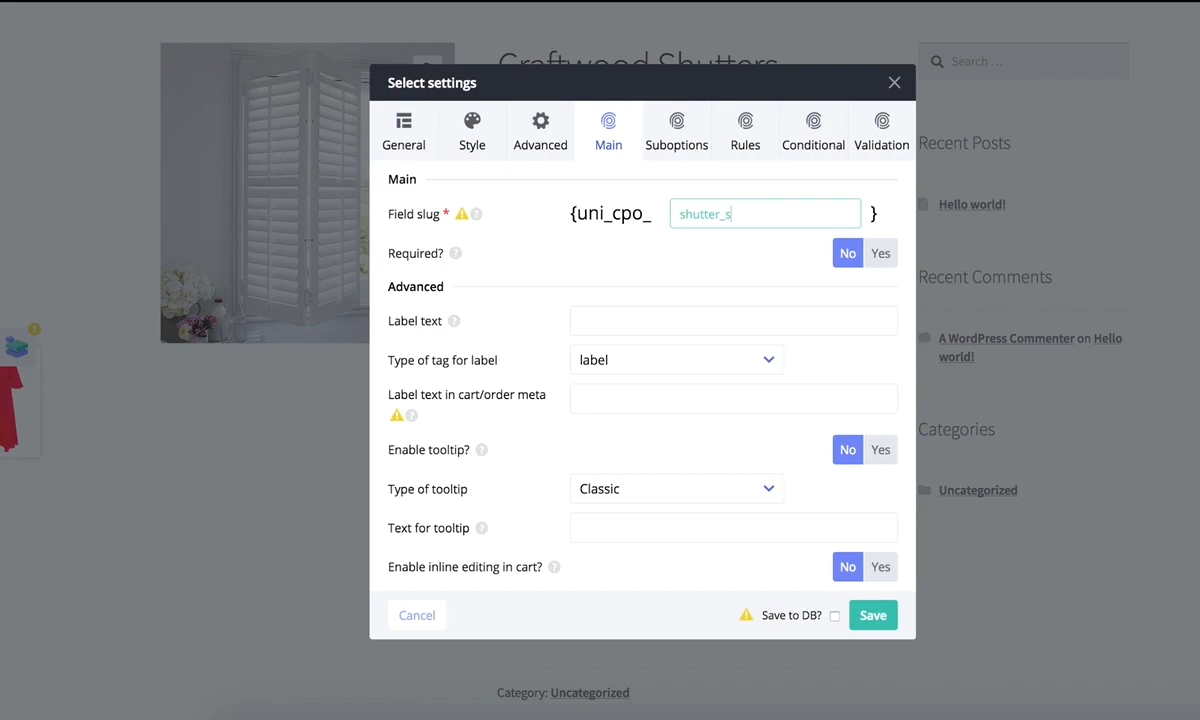 Craftwood Shutters
Search ...
Select settings
General
Style
Advanced
Main
Suboptions
Rules
Conditional
Validation
Main
Field slug * ?
{uni_cpo_ shutter_s }
Required? ?
No Yes
Advanced
Label text ?
Type of tag for label
label
Label text in cart/order meta
?
Enable tooltip? ?
No Yes
Type of tooltip
Classic
Text for tooltip ?
Enable inline editing in cart? ?
No Yes
Cancel
Save to DB?
Save
Recent Posts
Hello world!
Recent Comments
A WordPress Commenter on Hello
world!
Categories
Uncategorized
?
Category: Uncategorized